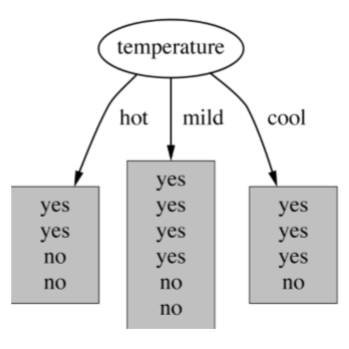 temperature
hot mild cool
yes
yes
no
no
yes
yes
yes
yes
no
no
yes
yes
yes
no